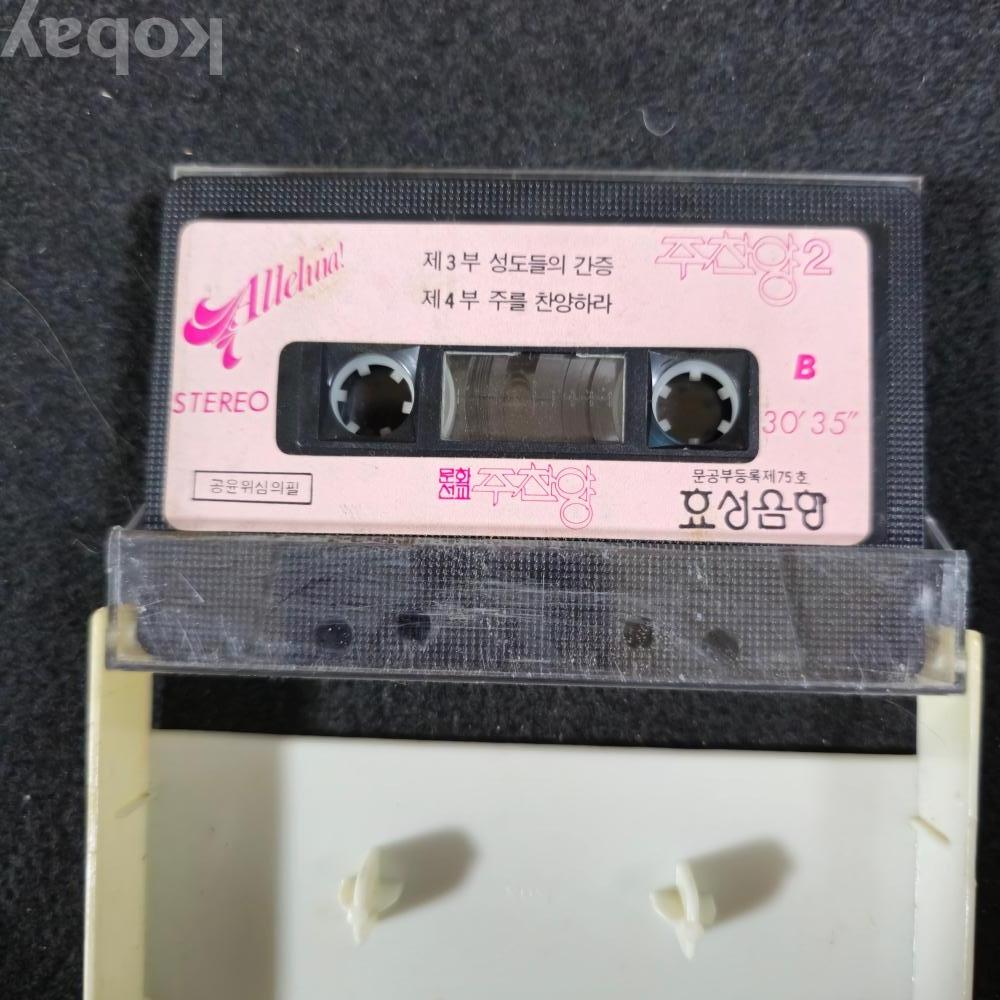 kobay
Alleluia!
제3부 성도들의 간증
제4부 주를 찬양하라
주찬양2
STEREO
B
30′35″
공윤위심의필
문화선교 주찬양
문공부등록제75호
효성음향